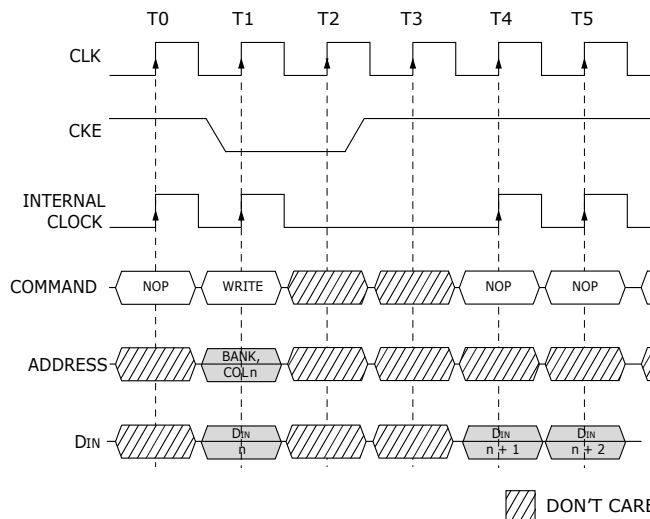 T0 T1 T2 T3 T4 T5
CLK
CKE
INTERNAL
CLOCK
COMMAND NOP WRITE NOP NOP
ADDRESS BANK,
COLn
DIN DIN
n DIN
n + 1 DIN
n + 2
DON'T CARE